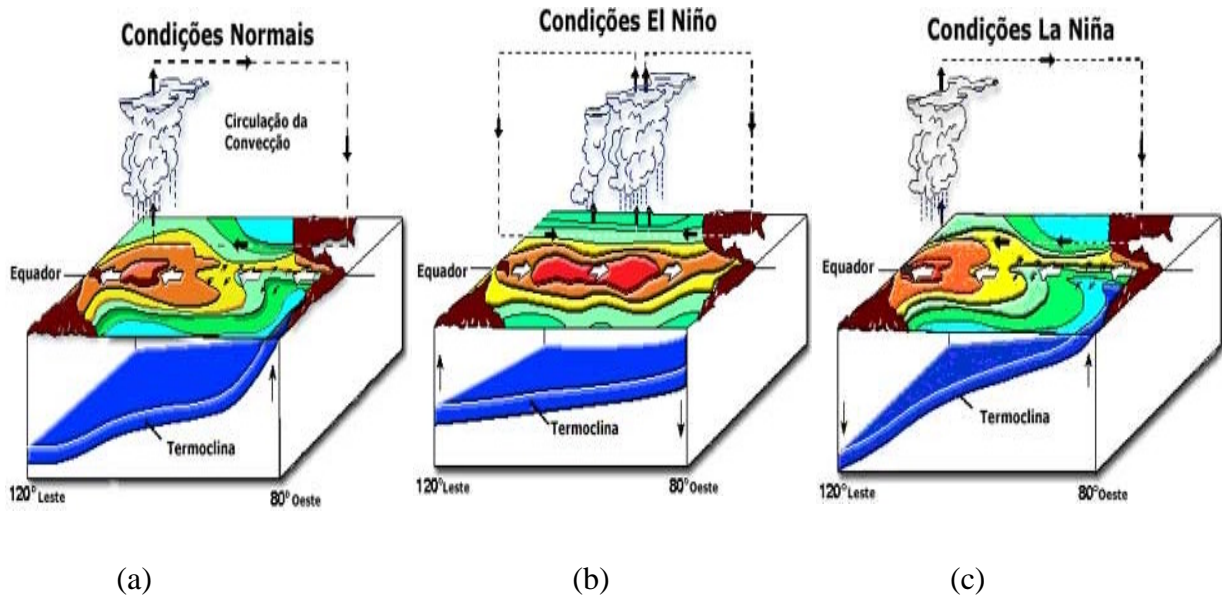 Condições Normais
Circulação da
Convecção
Equador
Termoclina
120° Leste
80° Oeste
(a)
Condições El Niño
Equador
Termoclina
120° Leste
80° Oeste
(b)
Condições La Niña
Equador
Termoclina
120° Leste
80° Oeste
(c)